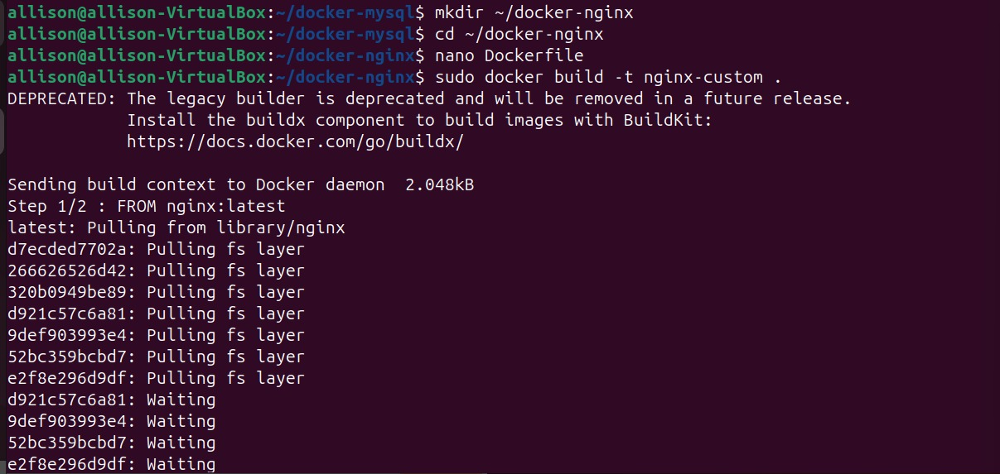 allison@allison-VirtualBox:~/docker-mysql$ mkdir ~/docker-nginx
allison@allison-VirtualBox:~/docker-mysql$ cd ~/docker-nginx
allison@allison-VirtualBox:~/docker-nginx$ nano Dockerfile
allison@allison-VirtualBox:~/docker-nginx$ sudo docker build -t nginx-custom .
DEPRECATED: The legacy builder is deprecated and will be removed in a future release.
            Install the buildx component to build images with BuildKit:
            https://docs.docker.com/go/buildx/

Sending build context to Docker daemon  2.048kB
Step 1/2 : FROM nginx:latest
latest: Pulling from library/nginx
d7ecded7702a: Pulling fs layer
266626526d42: Pulling fs layer
320b0949be89: Pulling fs layer
d921c57c6a81: Pulling fs layer
9def903993e4: Pulling fs layer
52bc359bcbd7: Pulling fs layer
e2f8e296d9df: Pulling fs layer
d921c57c6a81: Waiting
9def903993e4: Waiting
52bc359bcbd7: Waiting
e2f8e296d9df: Waiting